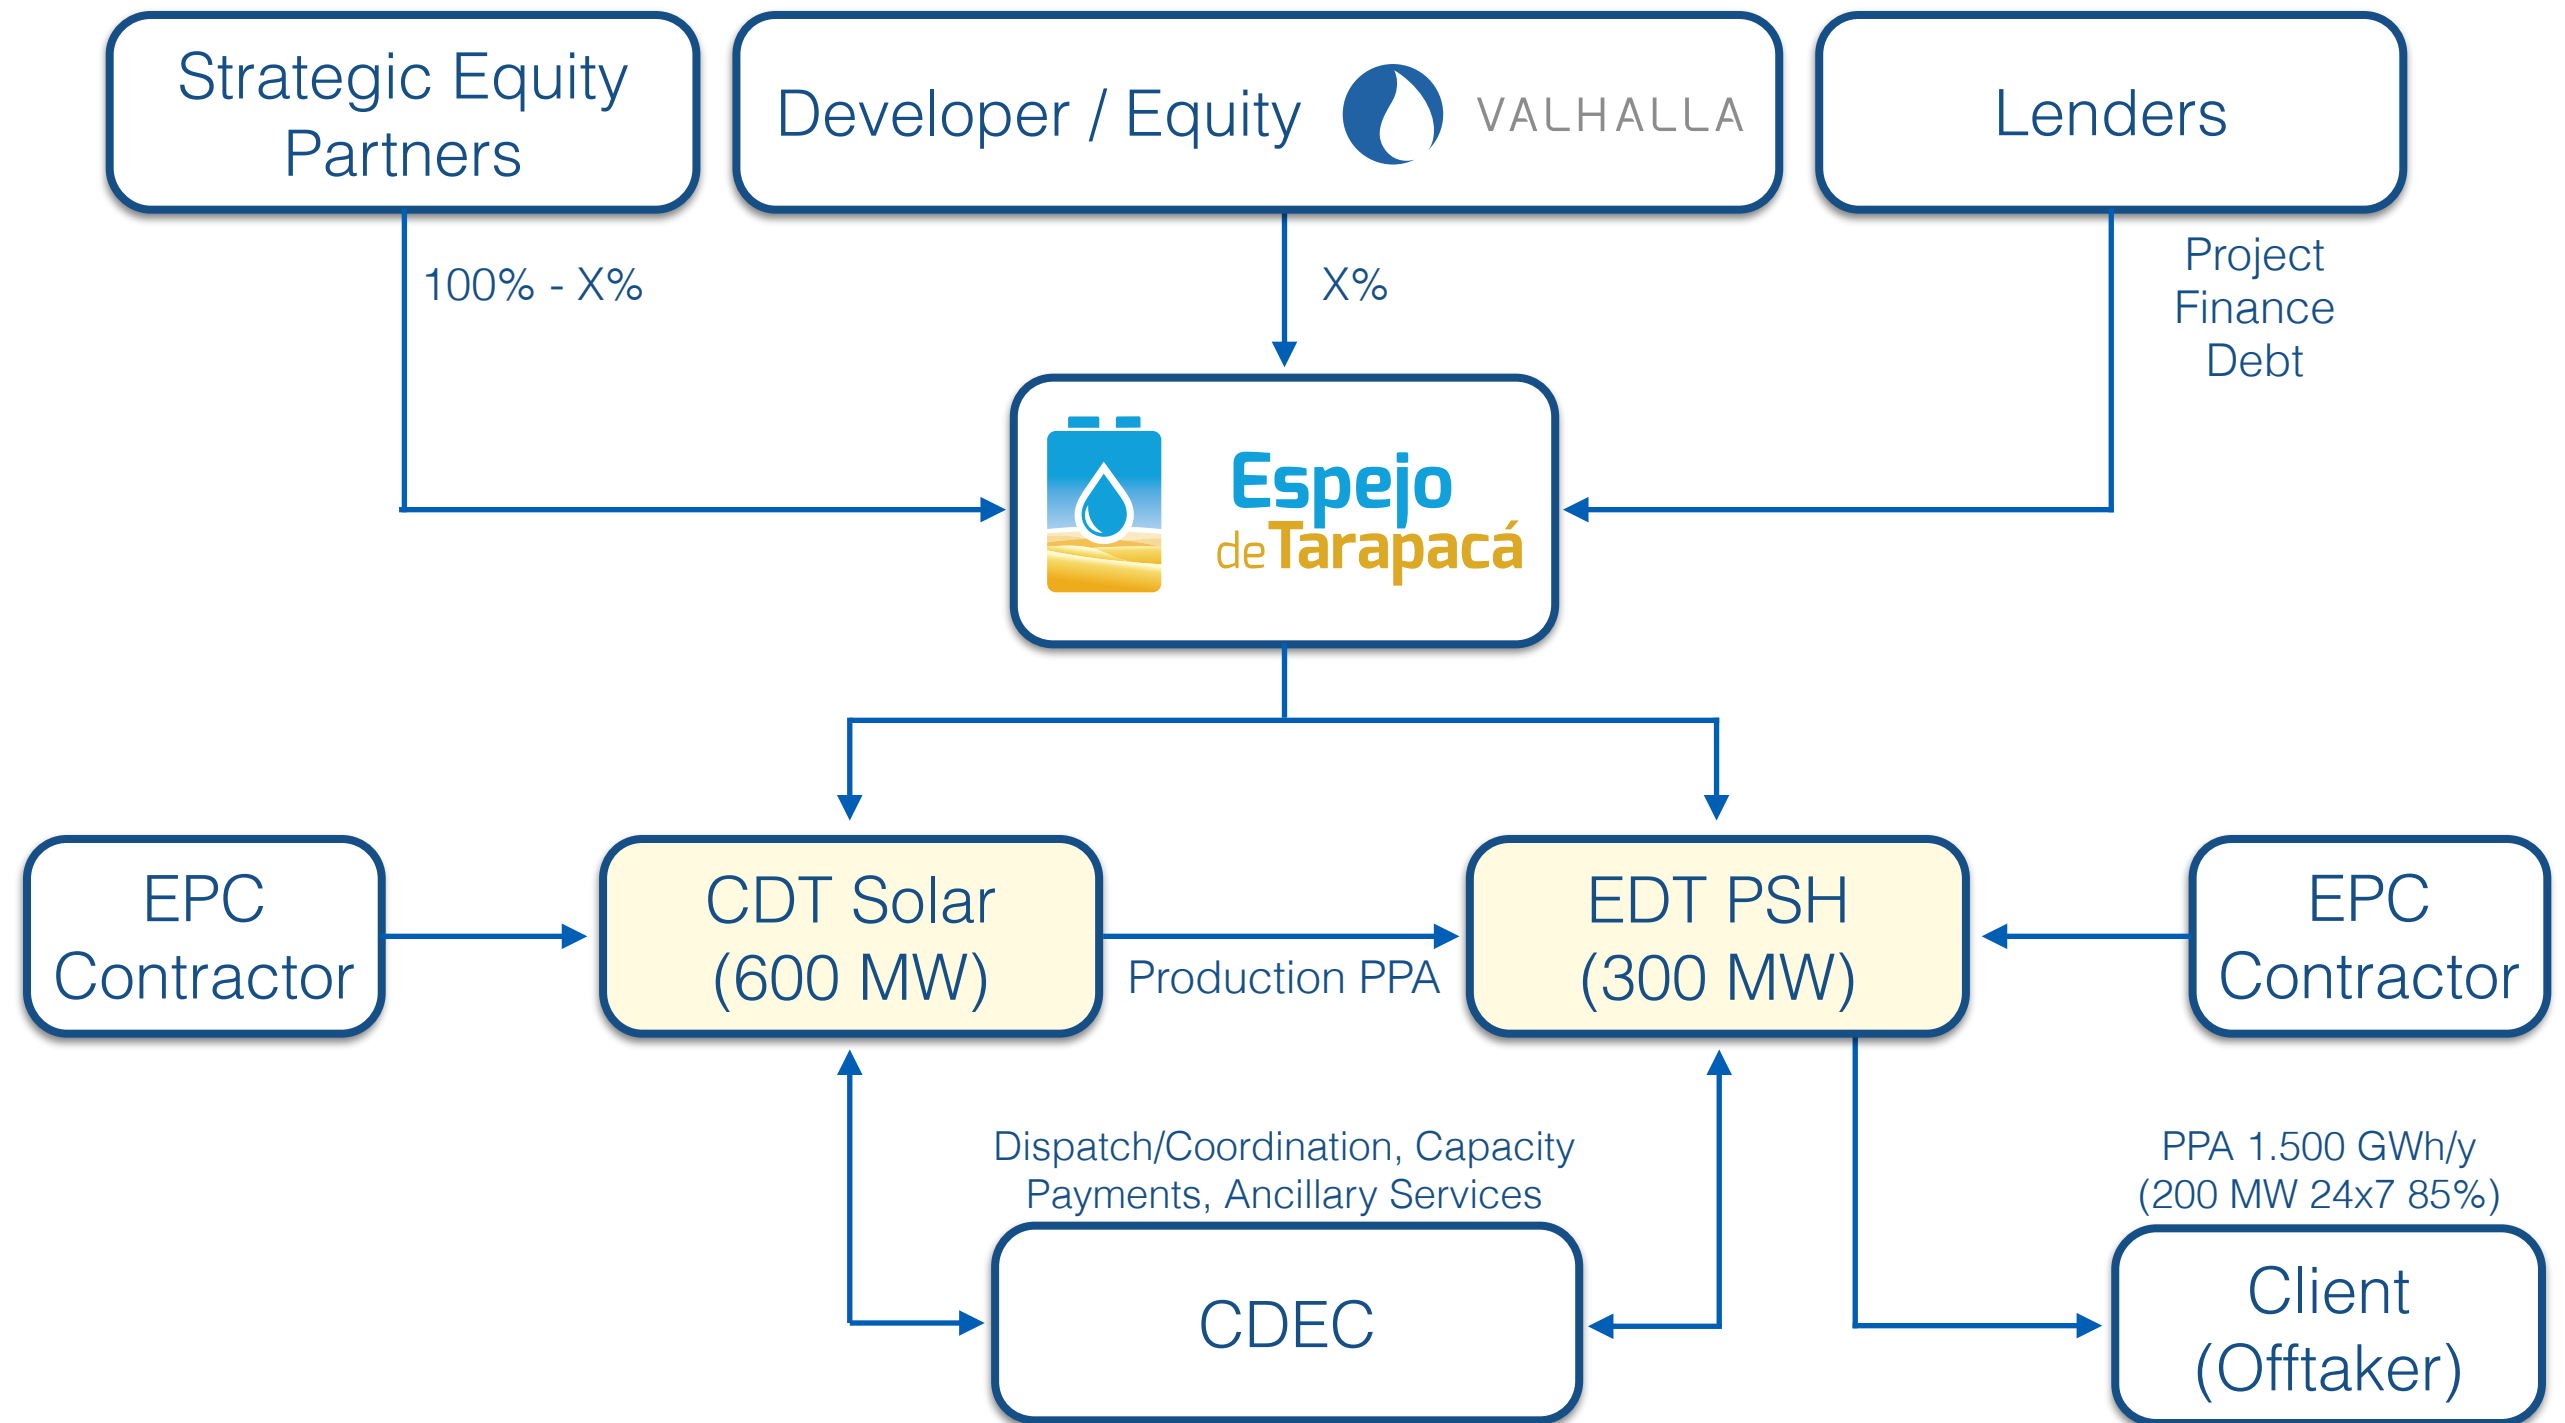 Strategic Equity
Partners
Developer / Equity
VALHALLA
Lenders
100% - X%
X%
Project
Finance
Debt
Espejo
de Tarapacá
EPC
Contractor
CDT Solar
(600 MW)
Production PPA
EDT PSH
(300 MW)
EPC
Contractor
Dispatch/Coordination, Capacity
Payments, Ancillary Services
PPA 1.500 GWh/y
(200 MW 24x7 85%)
CDEC
Client
(Offtaker)